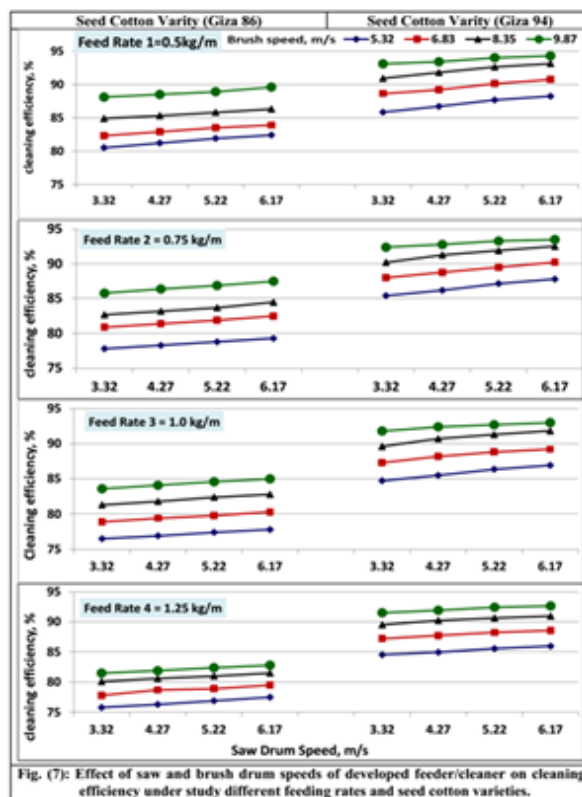 Seed Cotton Varity (Giza 86) Seed Cotton Varity (Giza 94)
Feed Rate 1=0.5kg/m Brush speed, m/s 5.32 6.83 8.35 9.87
cleaning efficiency, %
95
90
85
80
75
3.32 4.27 5.22 6.17 3.32 4.27 5.22 6.17
Feed Rate 2 = 0.75 kg/m
cleaning efficiency, %
95
90
85
80
75
3.32 4.27 5.22 6.17 3.32 4.27 5.22 6.17
Feed Rate 3 = 1.0 kg/m
Cleaning efficiency, %
95
90
85
80
75
3.32 4.27 5.22 6.17 3.32 4.27 5.22 6.17
Feed Rate 4 = 1.25 kg/m
cleaning efficiency, %
95
90
85
80
75
3.32 4.27 5.22 6.17 3.32 4.27 5.22 6.17
Saw Drum Speed, m/s
Fig. (7): Effect of saw and brush drum speeds of developed feeder/cleaner on cleaning
efficiency under study different feeding rates and seed cotton varieties.